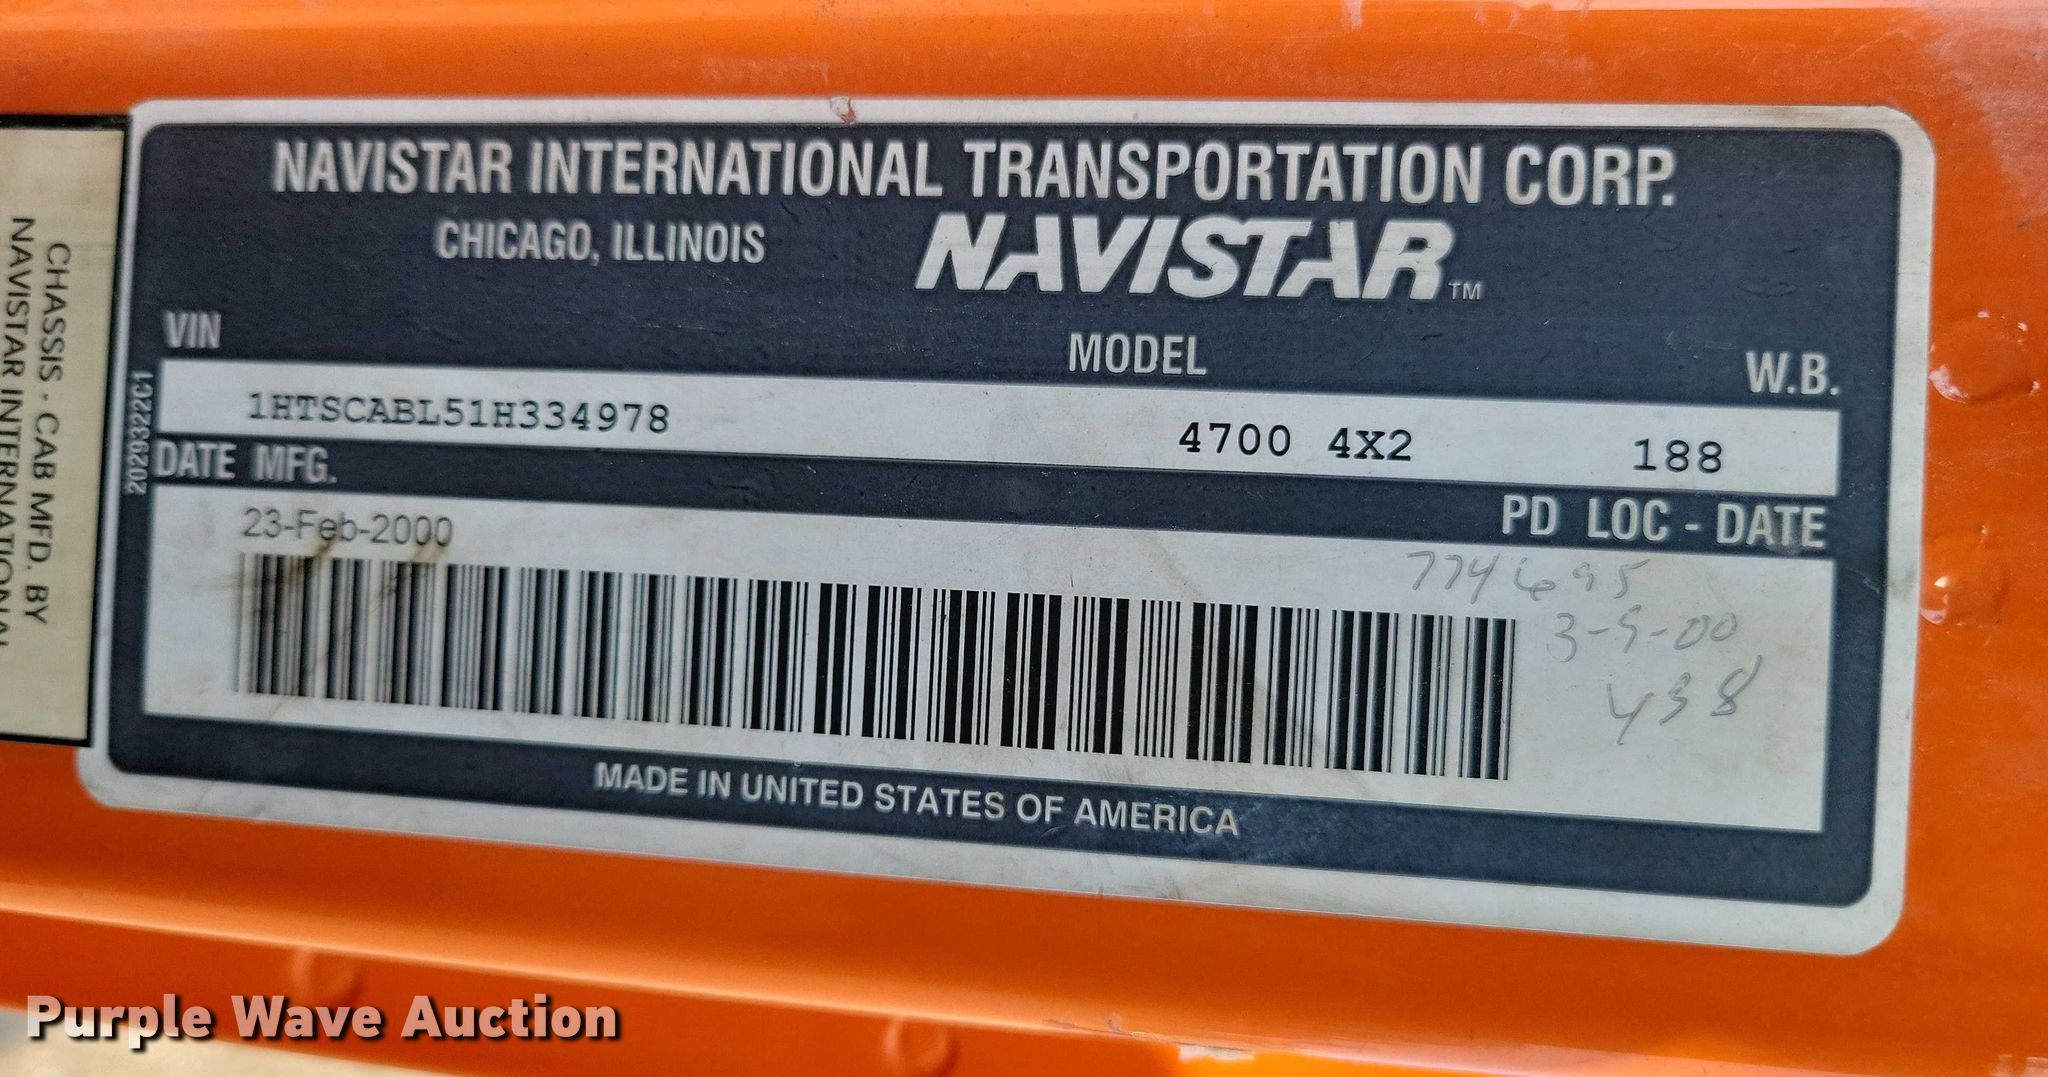 NAVISTAR INTERNATIONAL TRANSPORTATION CORP.
CHICAGO, ILLINOIS
NAVISTAR™
VIN
MODEL
W.B.
1HTSCABL51H334978
4700 4X2
188
DATE MFG.
PD LOC - DATE
23-Feb-2000
774695
3-9-00
438
MADE IN UNITED STATES OF AMERICA
2029322C1
CHASSIS - CAB MFD. BY
NAVISTAR INTERNATIONAL
Purple Wave Auction